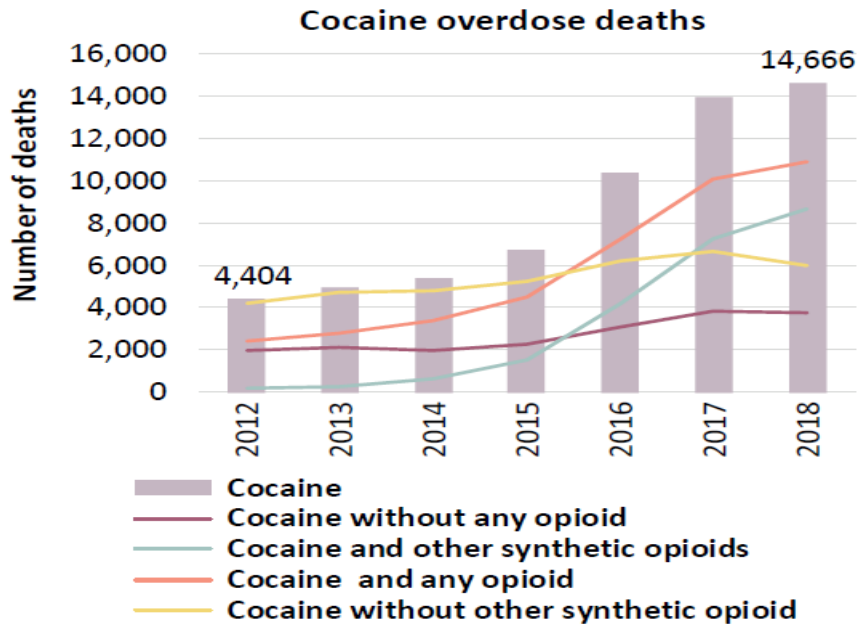 Cocaine overdose deaths
Number of deaths
16,000
14,000
12,000
10,000
8,000
6,000
4,000
2,000
0
4,404
14,666
2012
2013
2014
2015
2016
2017
2018
Cocaine
Cocaine without any opioid
Cocaine and other synthetic opioids
Cocaine and any opioid
Cocaine without other synthetic opioid